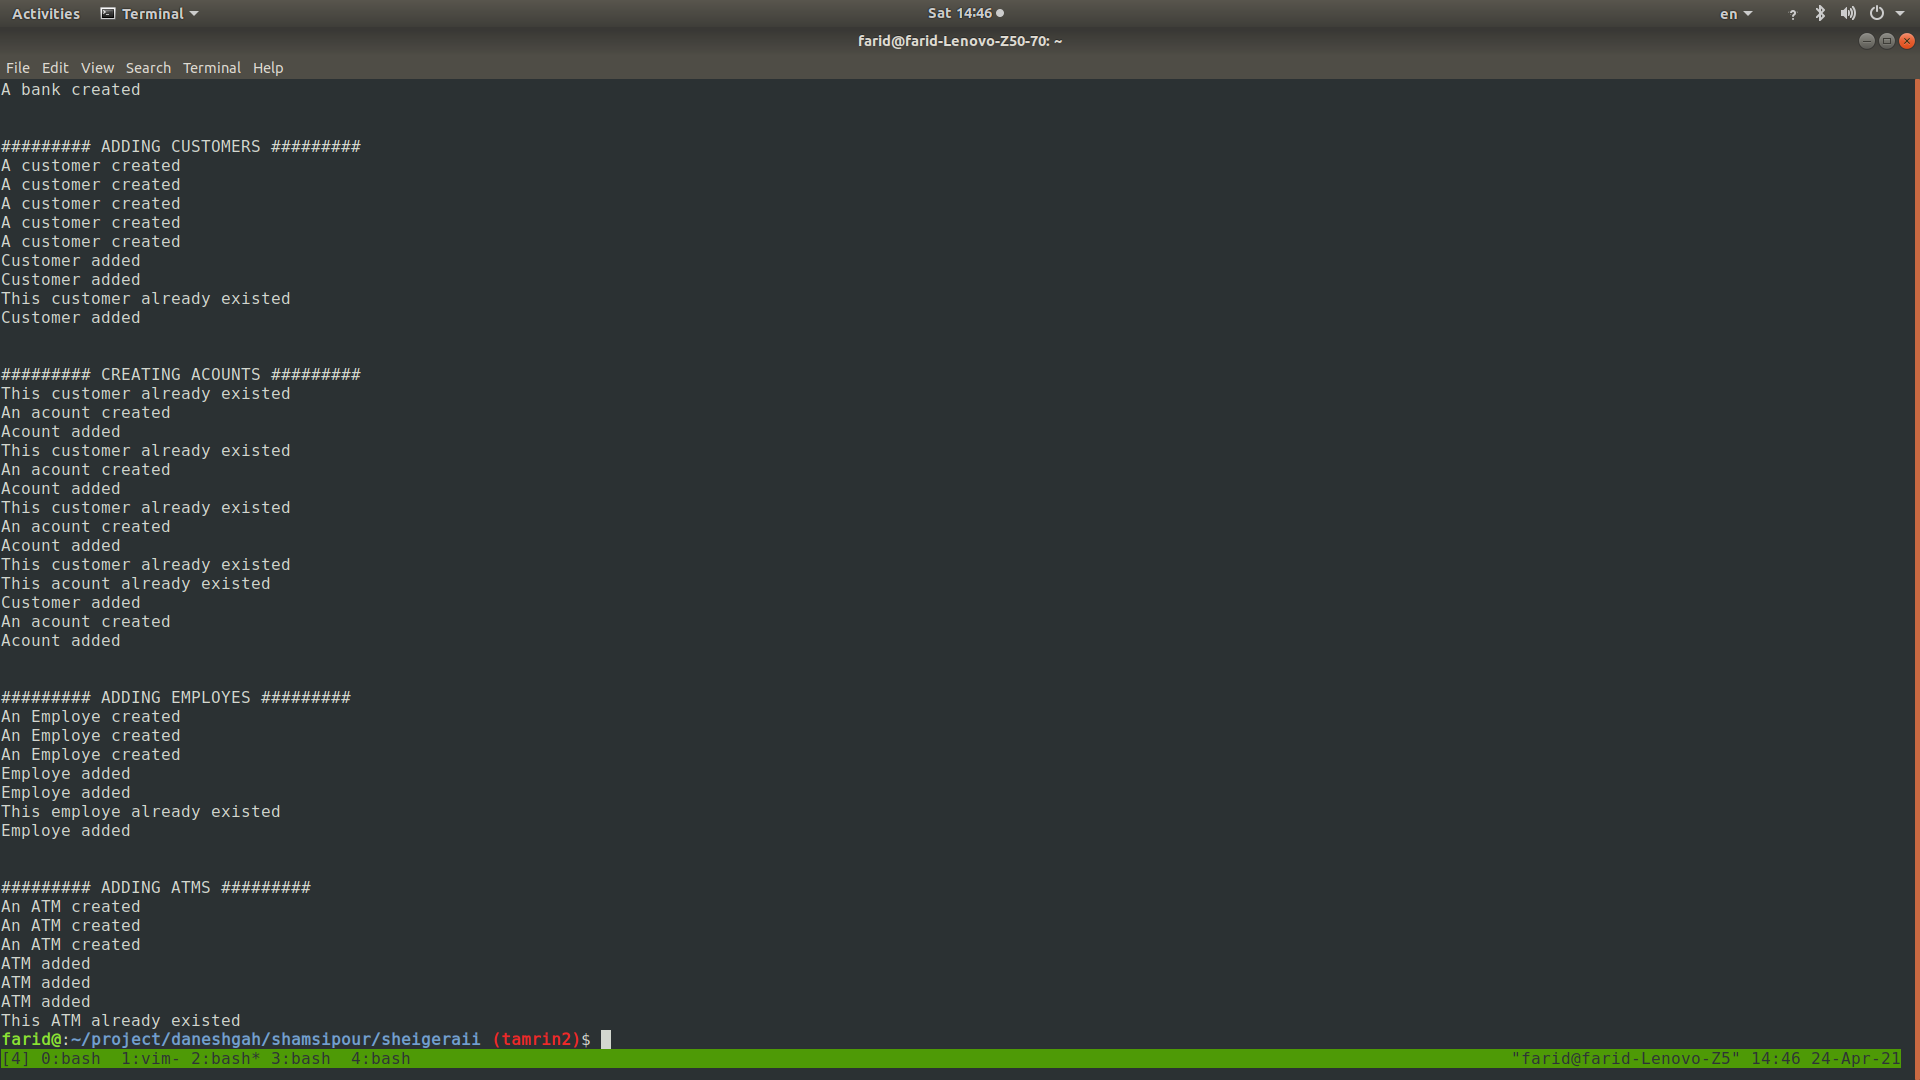 Activities Terminal Sat 14:46 en ?
farid@farid-Lenovo-Z50-70: ~
File Edit View Search Terminal Help
A bank created
######### ADDING CUSTOMERS #########
A customer created
A customer created
A customer created
A customer created
A customer created
Customer added
Customer added
This customer already existed
Customer added
######### CREATING ACOUNTS #########
This customer already existed
An acount created
Acount added
This customer already existed
An acount created
Acount added
This customer already existed
An acount created
Acount added
This customer already existed
This acount already existed
Customer added
An acount created
Acount added
######### ADDING EMPLOYES #########
An Employe created
An Employe created
An Employe created
Employe added
Employe added
This employe already existed
Employe added
######### ADDING ATMS #########
An ATM created
An ATM created
An ATM created
ATM added
ATM added
ATM added
This ATM already existed
farid@:~/project/daneshgah/shamsipour/sheigeraii (tamrin2)$
[4] 0:bash  1:vim- 2:bash* 3:bash  4:bash "farid@farid-Lenovo-Z5" 14:46 24-Apr-21